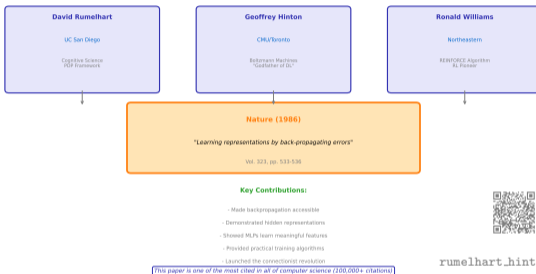 David Rumelhart
UC San Diego
Cognitive Science
PDP Framework
Geoffrey Hinton
CMU/Toronto
Boltzmann Machines
"Godfather of DL"
Ronald Williams
Northeastern
REINFORCE Algorithm
RL Pioneer
Nature (1986)
"Learning representations by back-propagating errors"
Vol. 323, pp. 533-536
Key Contributions:
- Made backpropagation accessible
- Demonstrated hidden representations
- Showed MLPs learn meaningful features
- Provided practical training algorithms
- Launched the connectionist revolution
This paper is one of the most cited in all of computer science (100,000+ citations)
rumelhart_hint